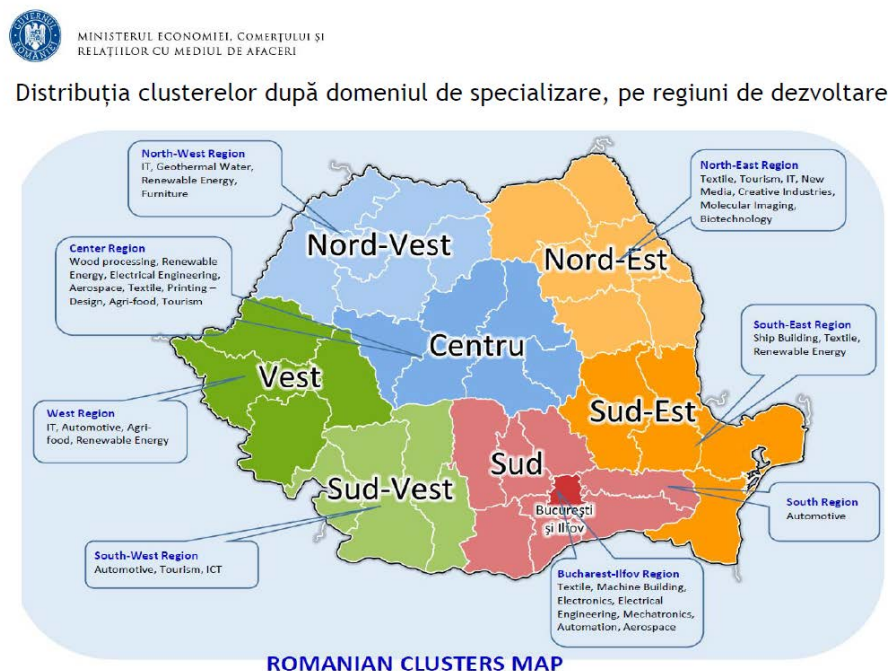 GUVERNUL ROMÂNIEI
MINISTERUL ECONOMIEI, COMERȚULUI ȘI
RELAȚIILOR CU MEDIUL DE AFACERI
Distribuția clusterelor după domeniul de specializare, pe regiuni de dezvoltare
North-West Region
IT, Geothermal Water,
Renewable Energy,
Furniture
North-East Region
Textile, Tourism, IT, New
Media, Creative Industries,
Molecular Imaging,
Biotechnology
Center Region
Wood processing, Renewable
Energy, Electrical Engineering,
Aerospace, Textile, Printing –
Design, Agri-food, Tourism
Nord-Vest
Nord-Est
South-East Region
Ship Building, Textile,
Renewable Energy
Centru
Vest
West Region
IT, Automotive, Agri-
food, Renewable Energy
Sud-Est
Sud
Sud-Vest
București
și Ilfov
South Region
Automotive
South-West Region
Automotive, Tourism, ICT
Bucharest-Ilfov Region
Textile, Machine Building,
Electronics, Electrical
Engineering, Mechatronics,
Automation, Aerospace
ROMANIAN CLUSTERS MAP